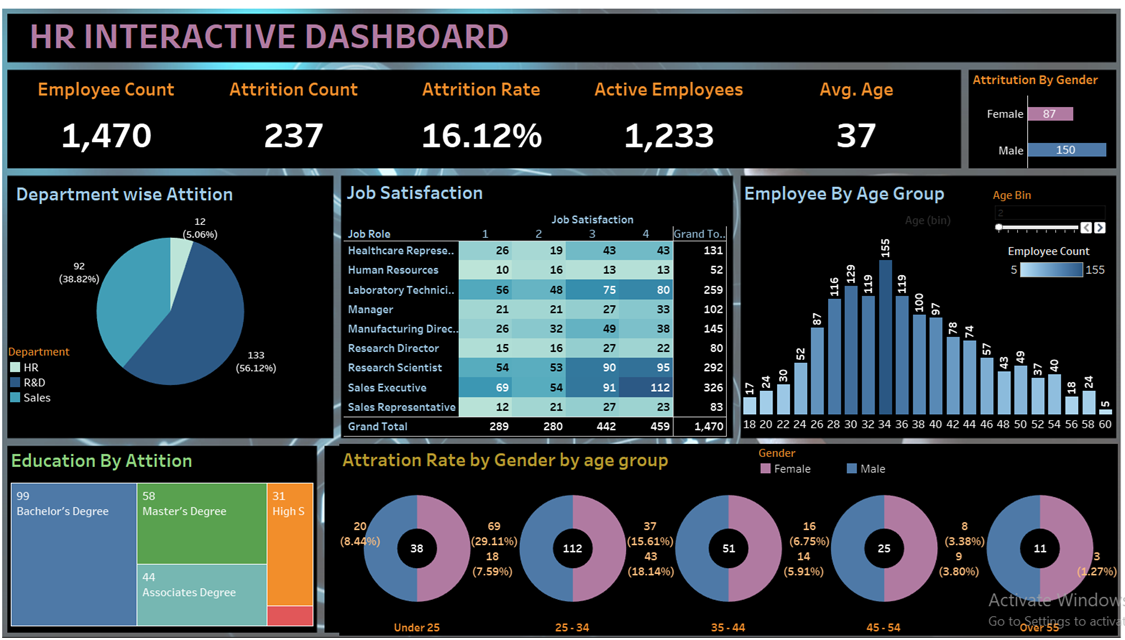 HR INTERACTIVE DASHBOARD
Employee Count
Attrition Count
Attrition Rate
Active Employees
Avg. Age
1,470
237
16.12%
1,233
37
Attritution By Gender
Female 87
Male 150
Department wise Attition
12
(5.06%)
92
(38.82%)
133
(56.12%)
Department
HR
R&D
Sales
Job Satisfaction
Job Satisfaction
Job Role 1 2 3 4 Grand To..
Healthcare Represe.. 26 19 43 43 131
Human Resources 10 16 13 13 52
Laboratory Technici.. 56 48 75 80 259
Manager 21 21 27 33 102
Manufacturing Direc.. 26 32 49 38 145
Research Director 15 16 27 22 80
Research Scientist 54 53 90 95 292
Sales Executive 69 54 91 112 326
Sales Representative 12 21 27 23 83
Grand Total 289 280 442 459 1,470
Employee By Age Group
Age (bin)
Age Bin
2
Employee Count
5 155
17 24 30 52 87 116 129 119 155 119 100 97 78 74 57 43 49 37 40 18 24 5
18 20 22 24 26 28 30 32 34 36 38 40 42 44 46 48 50 52 54 56 58 60
Education By Attition
99
Bachelor's Degree
58
Master's Degree
44
Associates Degree
31
High S
Attration Rate by Gender by age group
Gender
Female
Male
20
(8.44%)
38
18
(7.59%)
Under 25
69
(29.11%)
112
43
(18.14%)
25 - 34
37
(15.61%)
51
14
(5.91%)
35 - 44
16
(6.75%)
25
9
(3.80%)
45 - 54
8
(3.38%)
11
3
(1.27%)
Over 55
Activate Windows
Go to Settings to activa